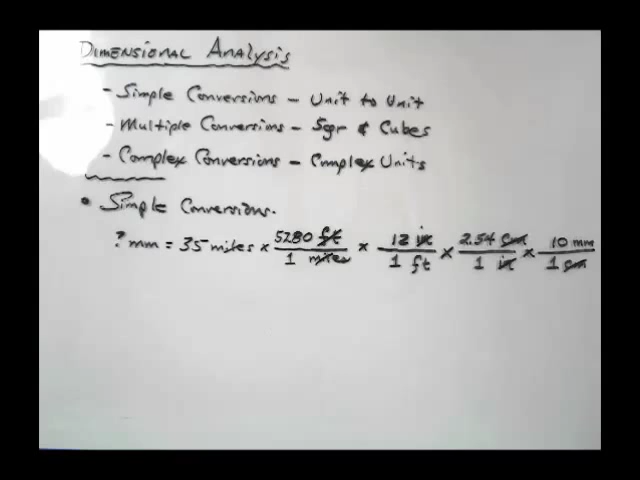 DIMENSIONAL ANALYSIS
- Simple Conversions - Unit to Unit
- Multiple Conversions - Sqr & Cubes
- Complex Conversions - Complex Units
• Simple Conversions.
? mm = 35 miles × 5280 ft / 1 miles × 12 in / 1 ft × 2.54 cm / 1 in × 10 mm / 1 cm